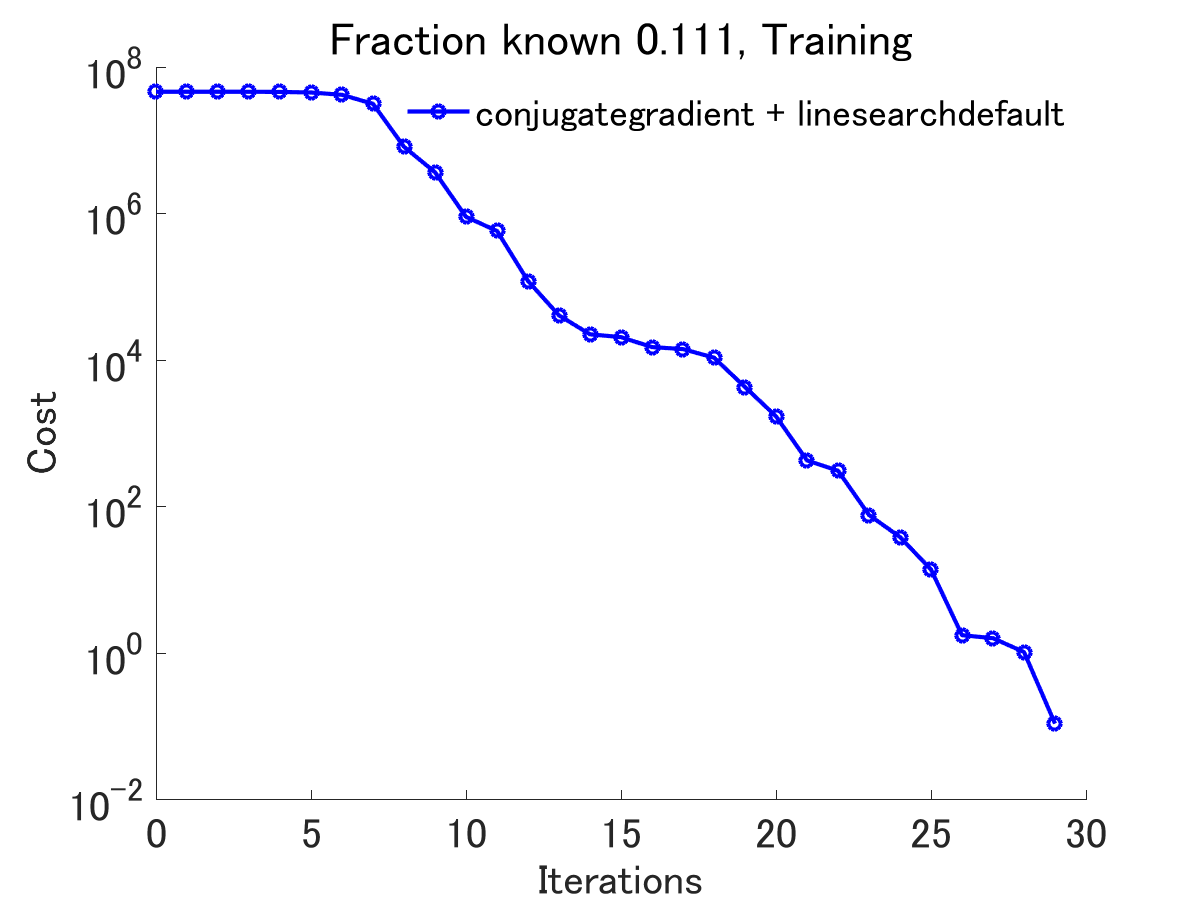 Fraction known 0.111, Training
conjugategradient + linesearchdefault
10^8
10^6
10^4
10^2
10^0
10^-2
Cost
0 5 10 15 20 25 30
Iterations